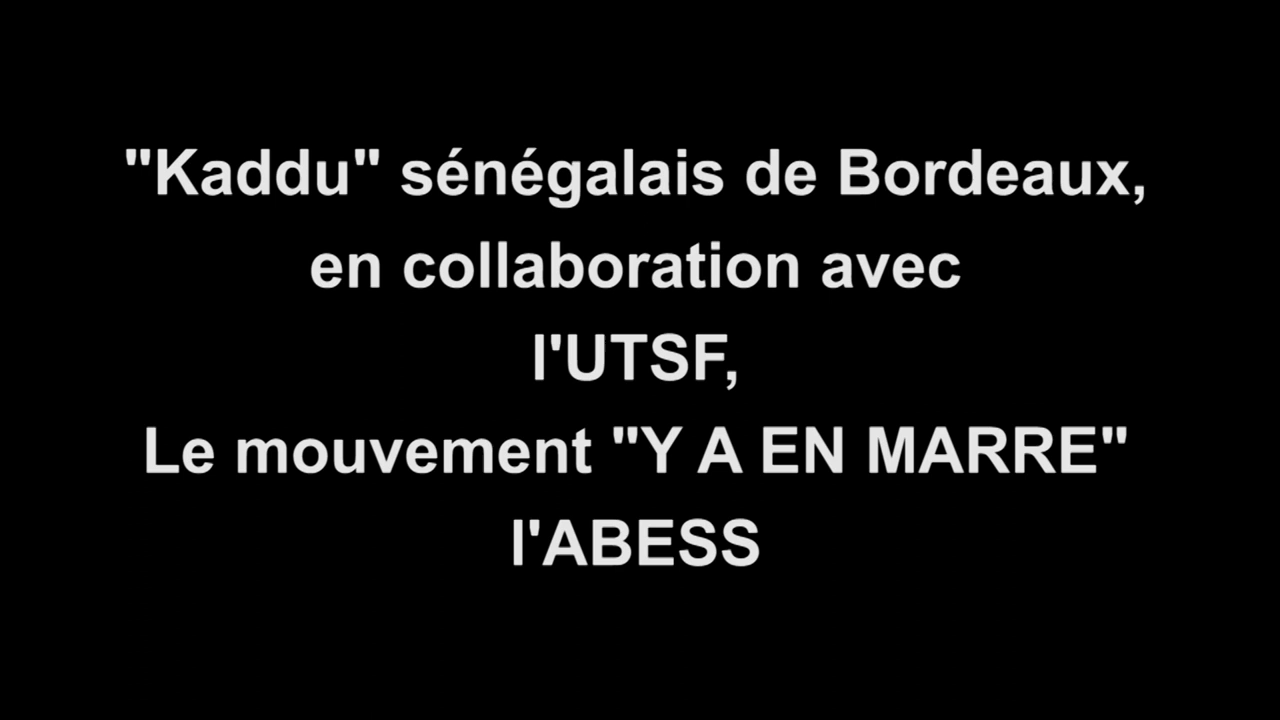 "Kaddu" sénégalais de Bordeaux,
en collaboration avec
l'UTSF,
Le mouvement "Y A EN MARRE"
l'ABESS